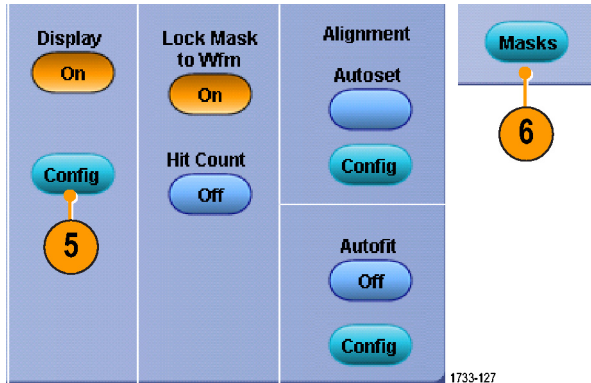 Display
On
Config
5
Lock Mask
to Wfm
On
Hit Count
Off
Alignment
Autoset
Config
Autofit
Off
Config
Masks
6
1733-127